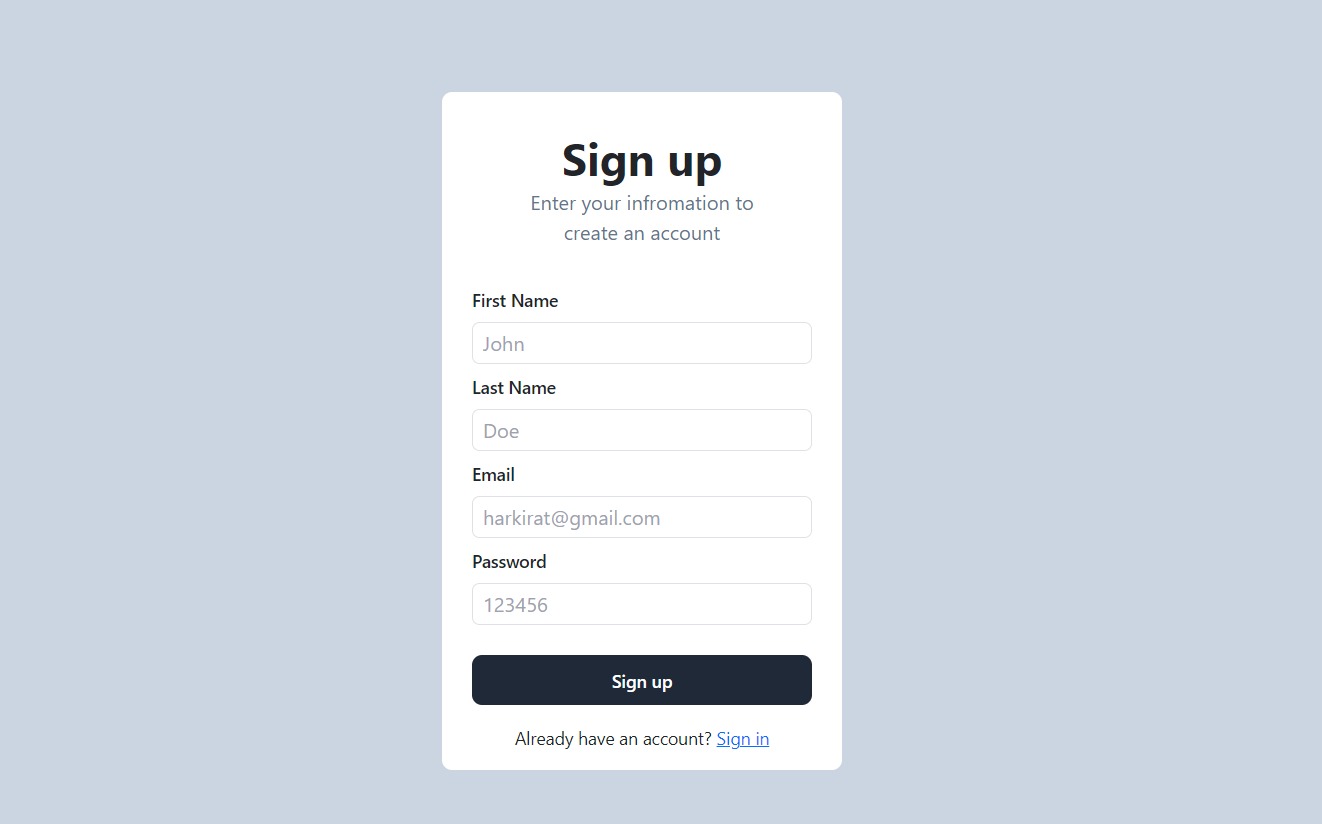 Sign up
Enter your infromation to
create an account
First Name
John
Last Name
Doe
Email
harkirat@gmail.com
Password
123456
Sign up
Already have an account? Sign in